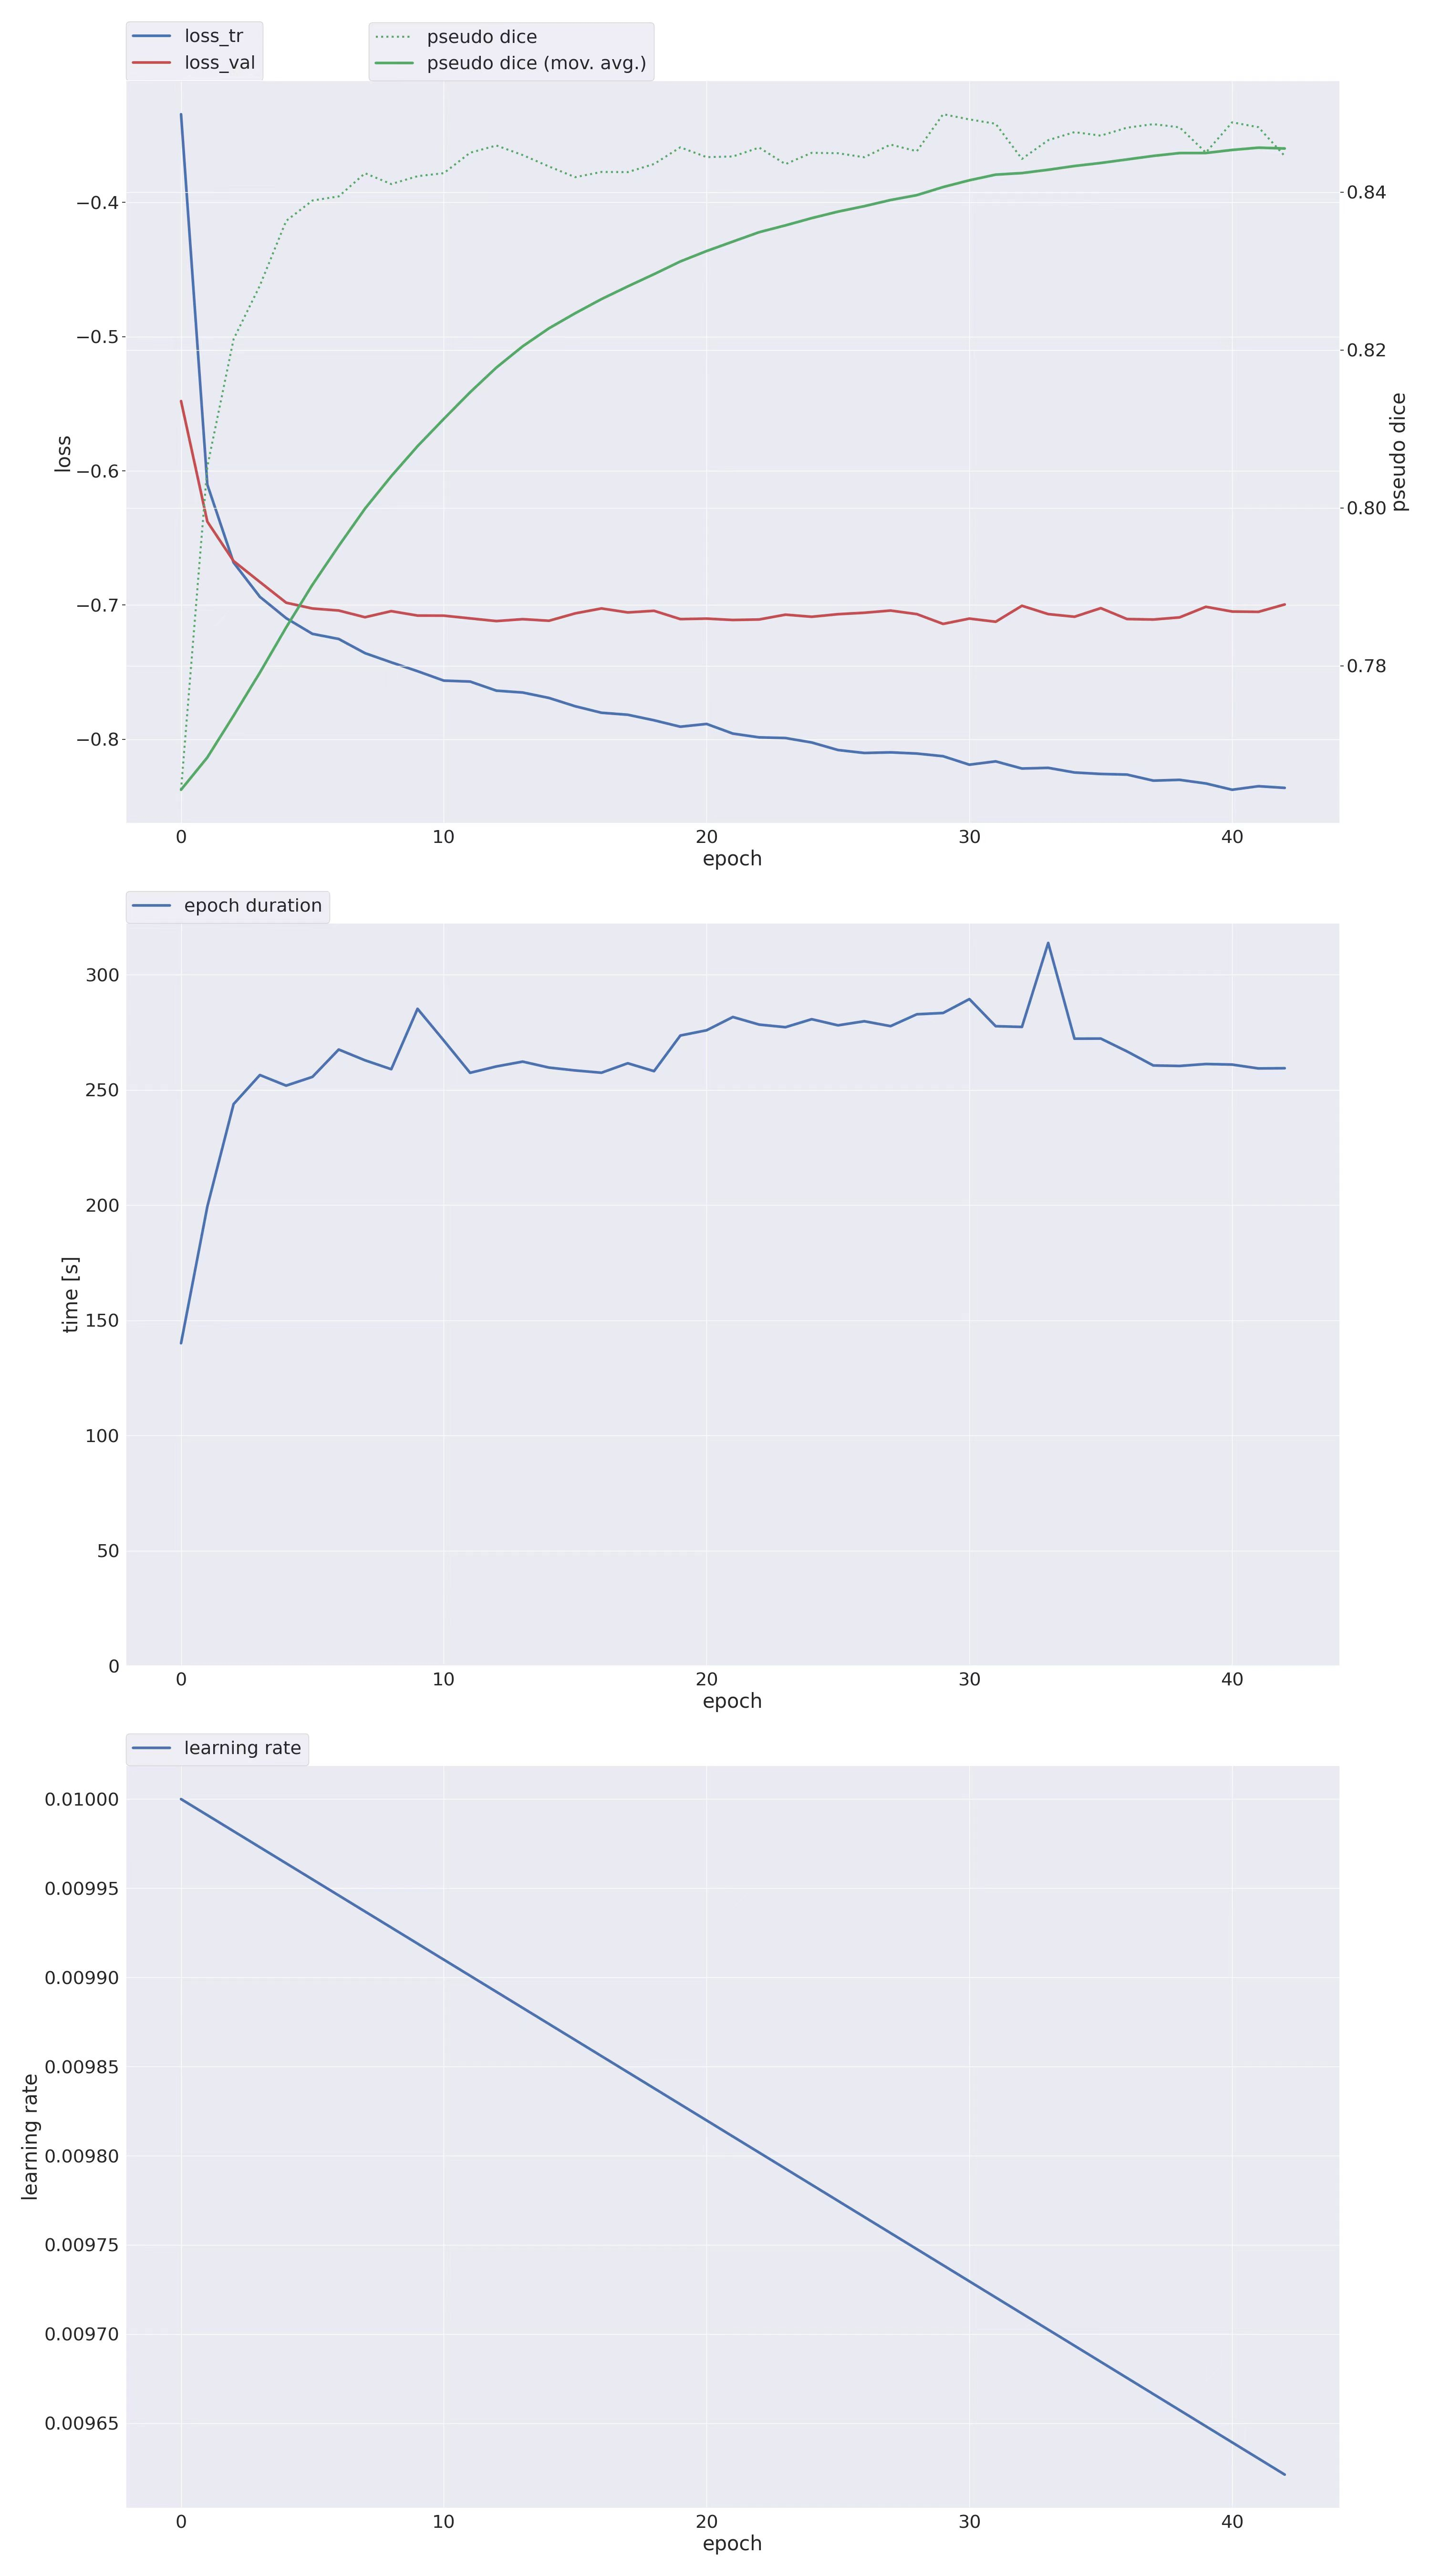 loss_tr
loss_val
pseudo dice
pseudo dice (mov. avg.)
−0.4
−0.5
−0.6
−0.7
−0.8
loss
0.84
0.82
0.80
0.78
pseudo dice
0 10 20 30 40
epoch
epoch duration
300
250
200
150
100
50
0
time [s]
0 10 20 30 40
epoch
learning rate
0.01000
0.00995
0.00990
0.00985
0.00980
0.00975
0.00970
0.00965
learning rate
0 10 20 30 40
epoch